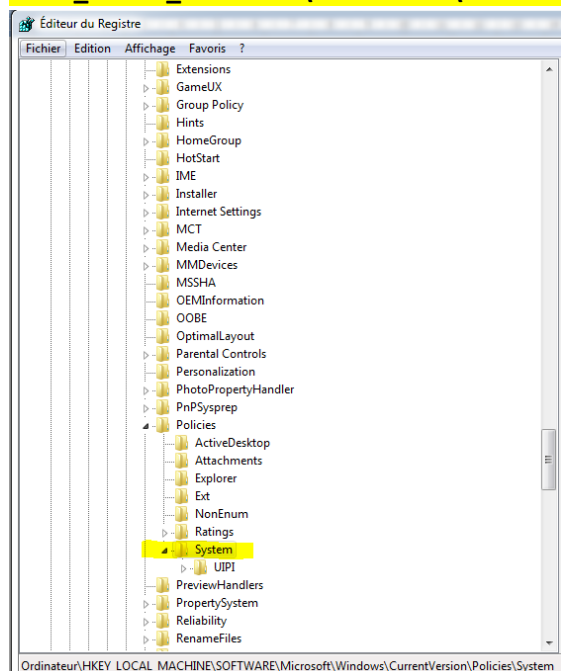 Éditeur du Registre
Fichier Edition Affichage Favoris ?
Extensions
GameUX
Group Policy
Hints
HomeGroup
HotStart
IME
Installer
Internet Settings
MCT
Media Center
MMDevices
MSSHA
OEMInformation
OOBE
OptimalLayout
Parental Controls
Personalization
PhotoPropertyHandler
PnPSysprep
Policies
ActiveDesktop
Attachments
Explorer
Ext
NonEnum
Ratings
System
UIPI
PreviewHandlers
PropertySystem
Reliability
RenameFiles
Ordinateur\HKEY_LOCAL_MACHINE\SOFTWARE\Microsoft\Windows\CurrentVersion\Policies\System